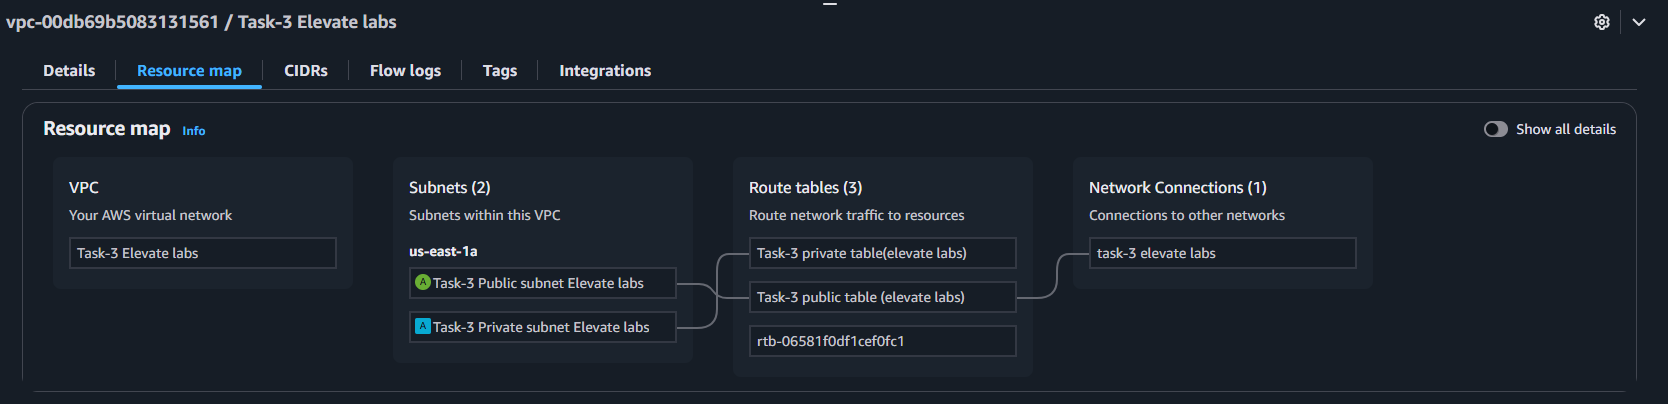 vpc-00db69b5083131561 / Task-3 Elevate labs
Details
Resource map
CIDRs
Flow logs
Tags
Integrations
Resource map Info
Show all details
VPC
Your AWS virtual network
Task-3 Elevate labs
Subnets (2)
Subnets within this VPC
us-east-1a
A Task-3 Public subnet Elevate labs
A Task-3 Private subnet Elevate labs
Route tables (3)
Route network traffic to resources
Task-3 private table(elevate labs)
Task-3 public table (elevate labs)
rtb-06581f0df1cef0fc1
Network Connections (1)
Connections to other networks
task-3 elevate labs